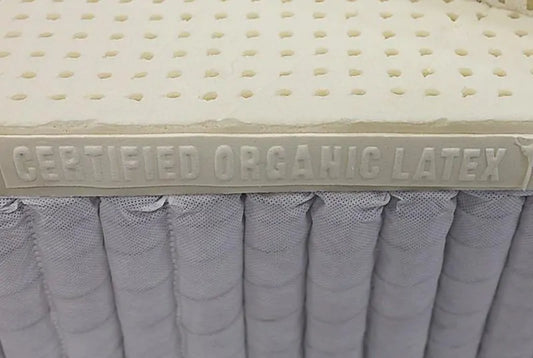 CERTIFIED ORGANIC LATEX